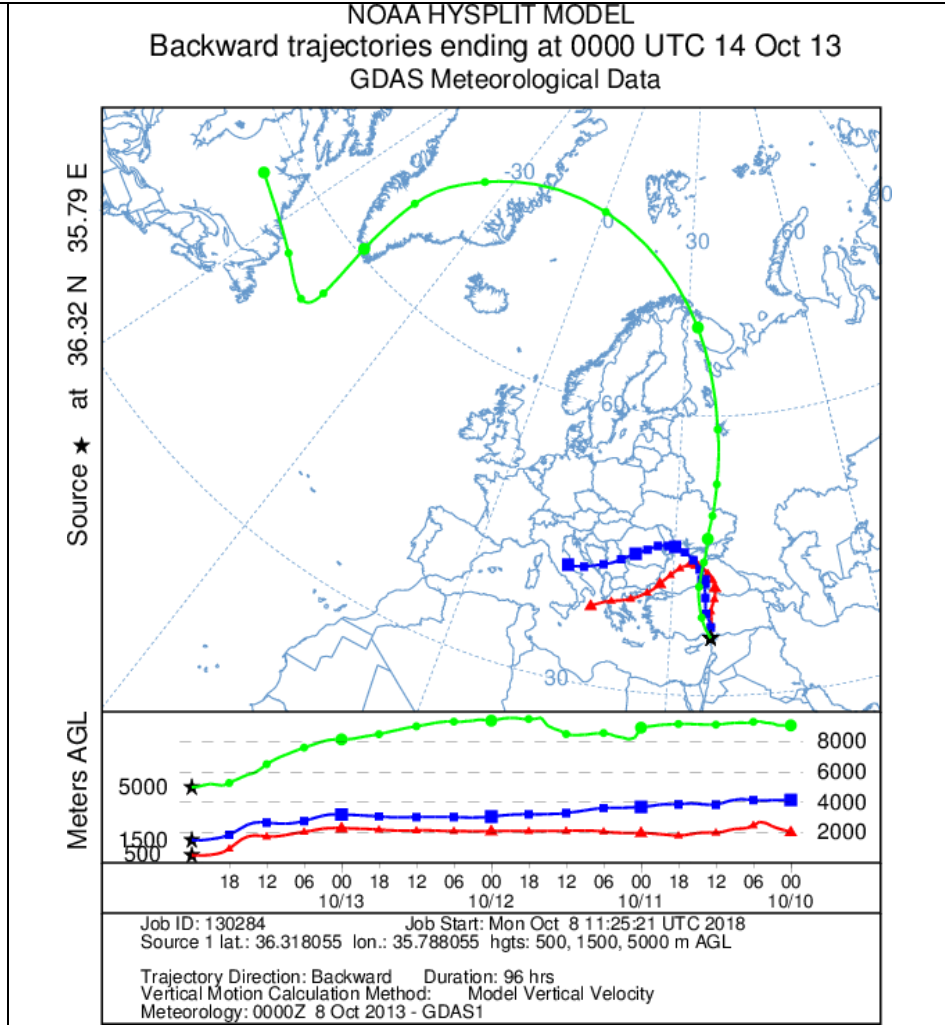 NOAA HYSPLIT MODEL
Backward trajectories ending at 0000 UTC 14 Oct 13
GDAS Meteorological Data
Source ★ at 36.32 N 35.79 E
-30
0
30
60
90
60
30
Meters AGL
5000
1500
500
8000
6000
4000
2000
18 12 06 00 18 12 06 00 18 12 06 00 18 12 06 00
10/13 10/12 10/11 10/10
Job ID: 130284 Job Start: Mon Oct 8 11:25:21 UTC 2018
Source 1 lat.: 36.318055 lon.: 35.788055 hgts: 500, 1500, 5000 m AGL
Trajectory Direction: Backward Duration: 96 hrs
Vertical Motion Calculation Method: Model Vertical Velocity
Meteorology: 0000Z 8 Oct 2013 - GDAS1